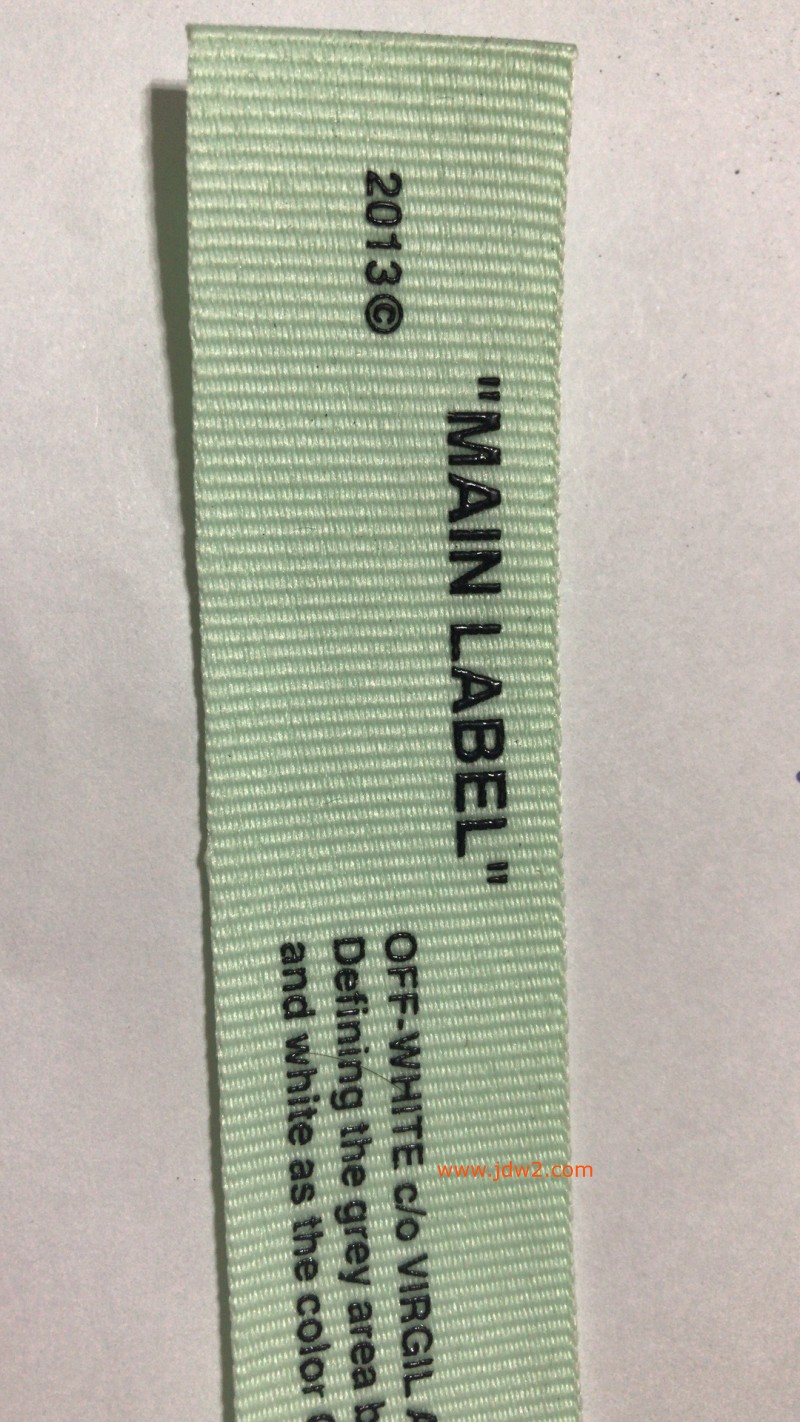 2013©
"MAIN LABEL"
OFF-WHITE c/o VIRGIL
Defining the grey area
and white as the color
www.jdw2.com